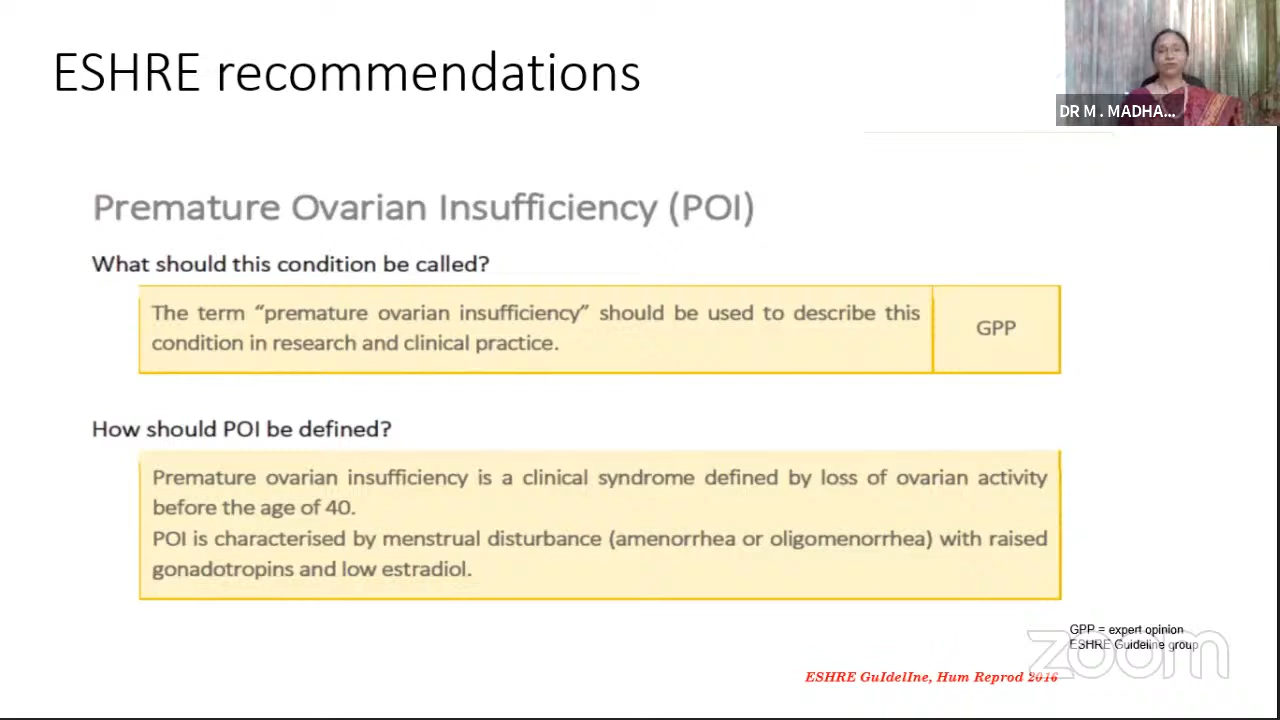 ESHRE recommendations
DR M . MADHA...
Premature Ovarian Insufficiency (POI)
What should this condition be called?
The term “premature ovarian insufficiency” should be used to describe this
condition in research and clinical practice.
GPP
How should POI be defined?
Premature ovarian insufficiency is a clinical syndrome defined by loss of ovarian activity
before the age of 40.
POI is characterised by menstrual disturbance (amenorrhea or oligomenorrhea) with raised
gonadotropins and low estradiol.
GPP = expert opinion
ESHRE Guideline group
zoom
ESHRE GuIdelIne, Hum Reprod 2016